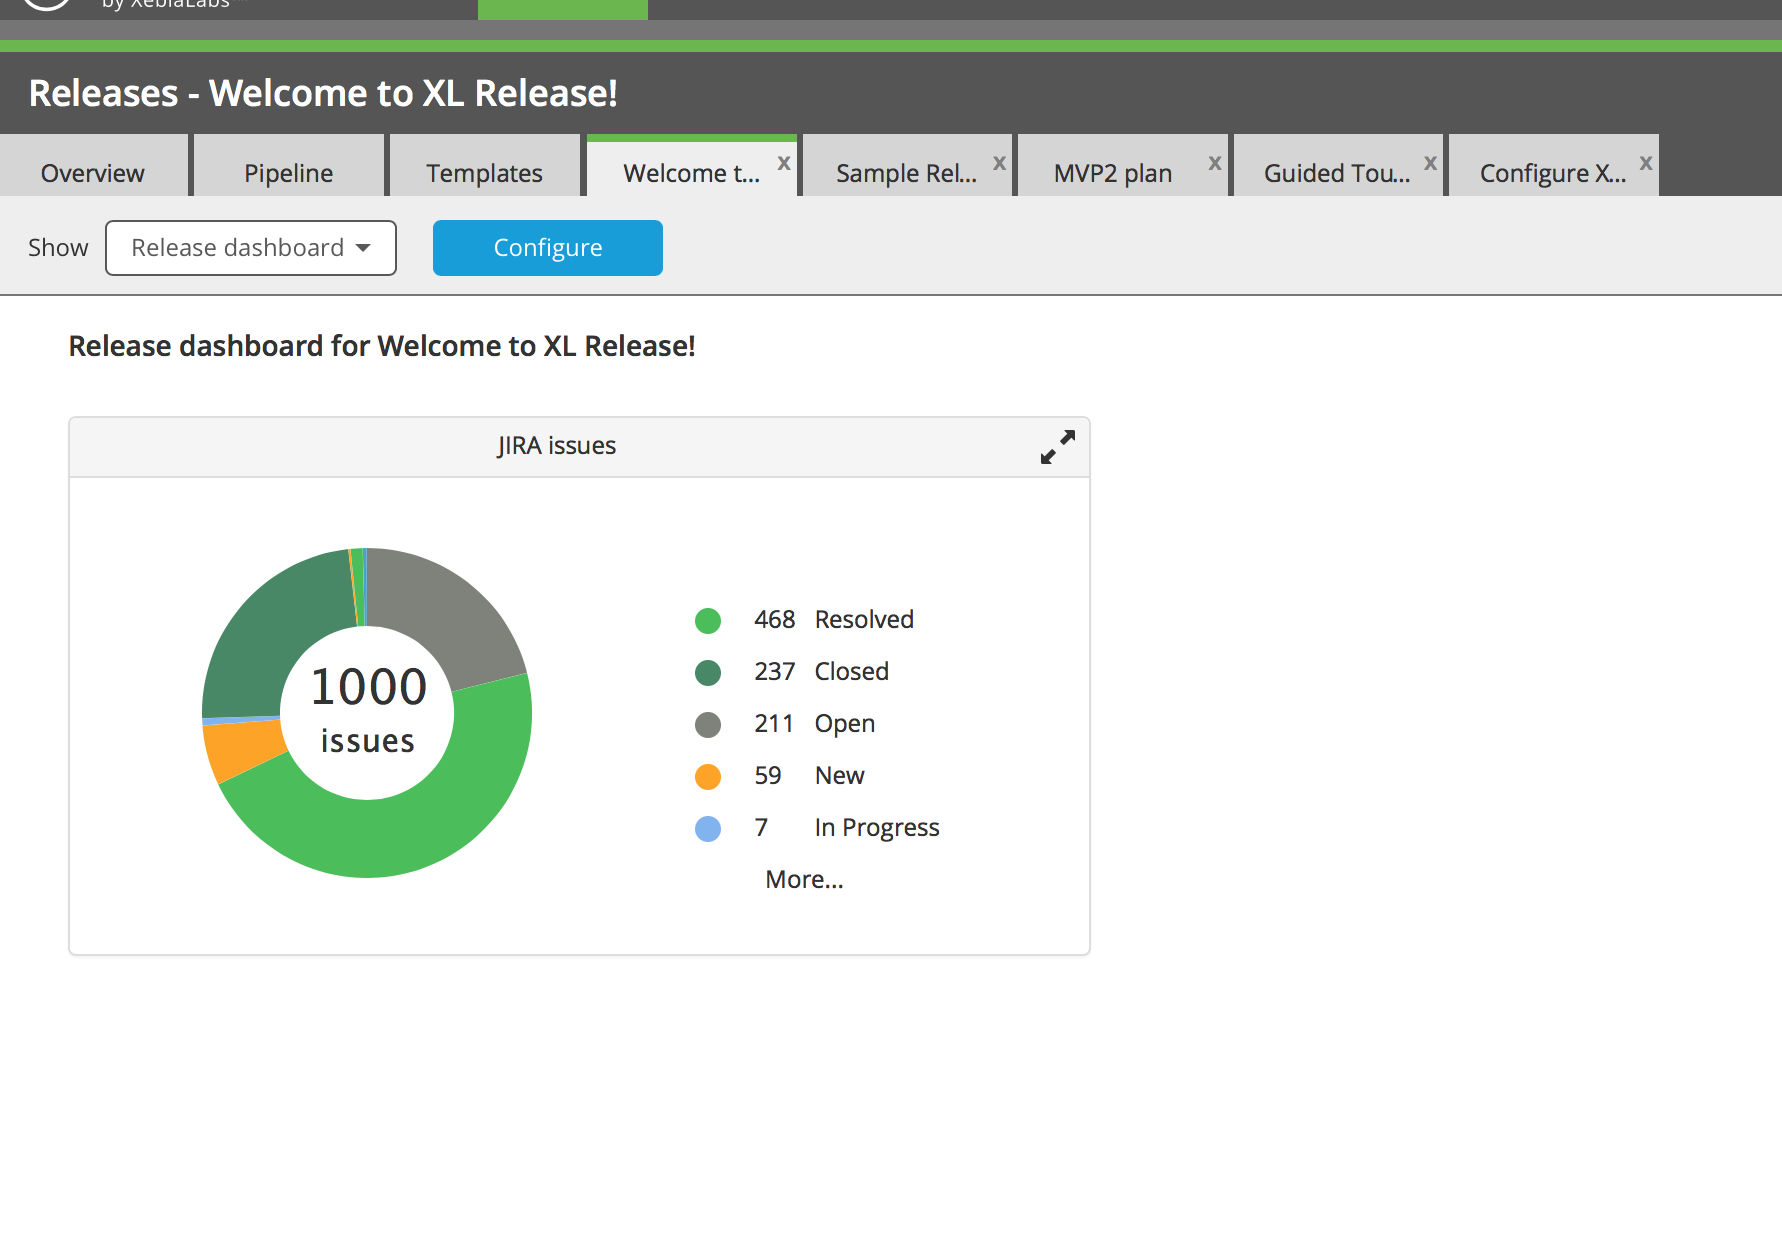 by XebiaLabs
Releases - Welcome to XL Release!
Overview Pipeline Templates Welcome t... x Sample Rel... x MVP2 plan x Guided Tou... x Configure X... x
Show Release dashboard Configure
Release dashboard for Welcome to XL Release!
JIRA issues
1000
issues
468 Resolved
237 Closed
211 Open
59 New
7 In Progress
More...